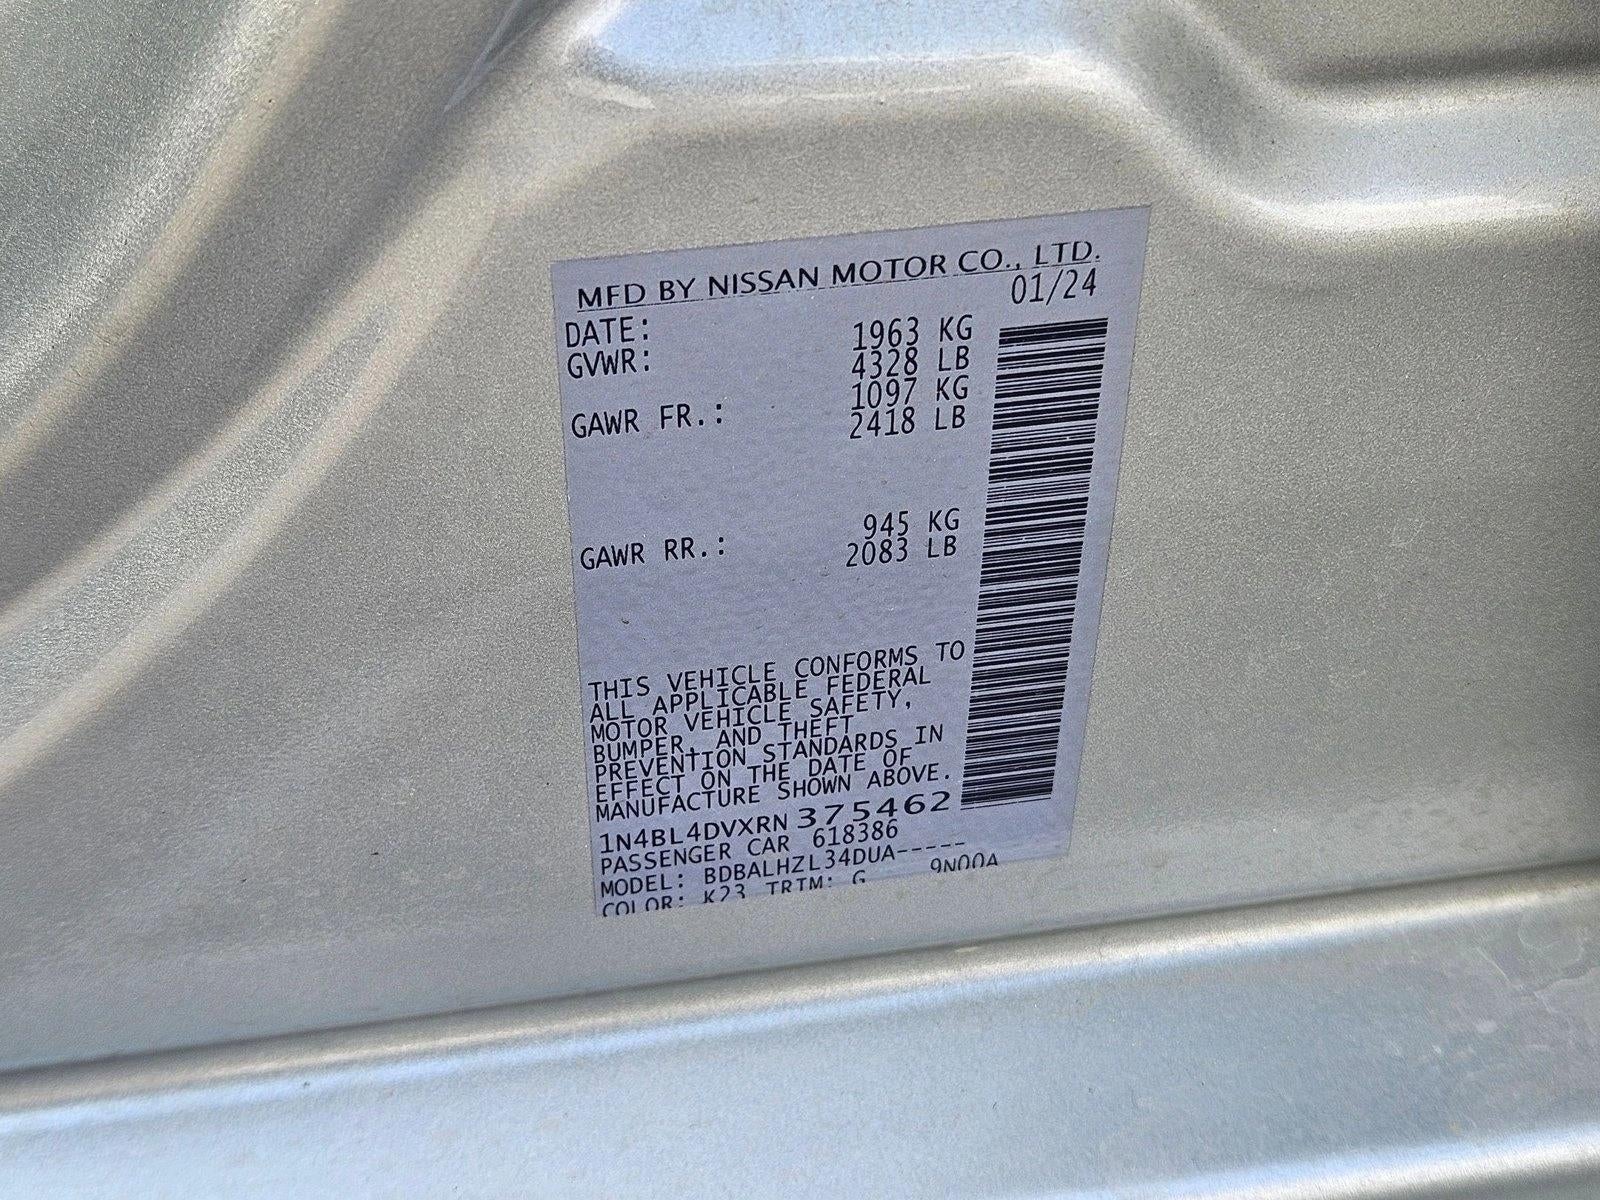 MFD BY NISSAN MOTOR CO., LTD.
DATE: 01/24
GVWR: 1963 KG
4328 LB
GAWR FR.: 1097 KG
2418 LB
GAWR RR.: 945 KG
2083 LB
THIS VEHICLE CONFORMS TO
ALL APPLICABLE FEDERAL
MOTOR VEHICLE SAFETY,
BUMPER, AND THEFT
PREVENTION STANDARDS IN
EFFECT ON THE DATE OF
MANUFACTURE SHOWN ABOVE.
1N4BL4DVXRN375462
PASSENGER CAR 618386
MODEL: BDBALHZL34DUA-----
COLOR: K23 TRIM: G 9N00A